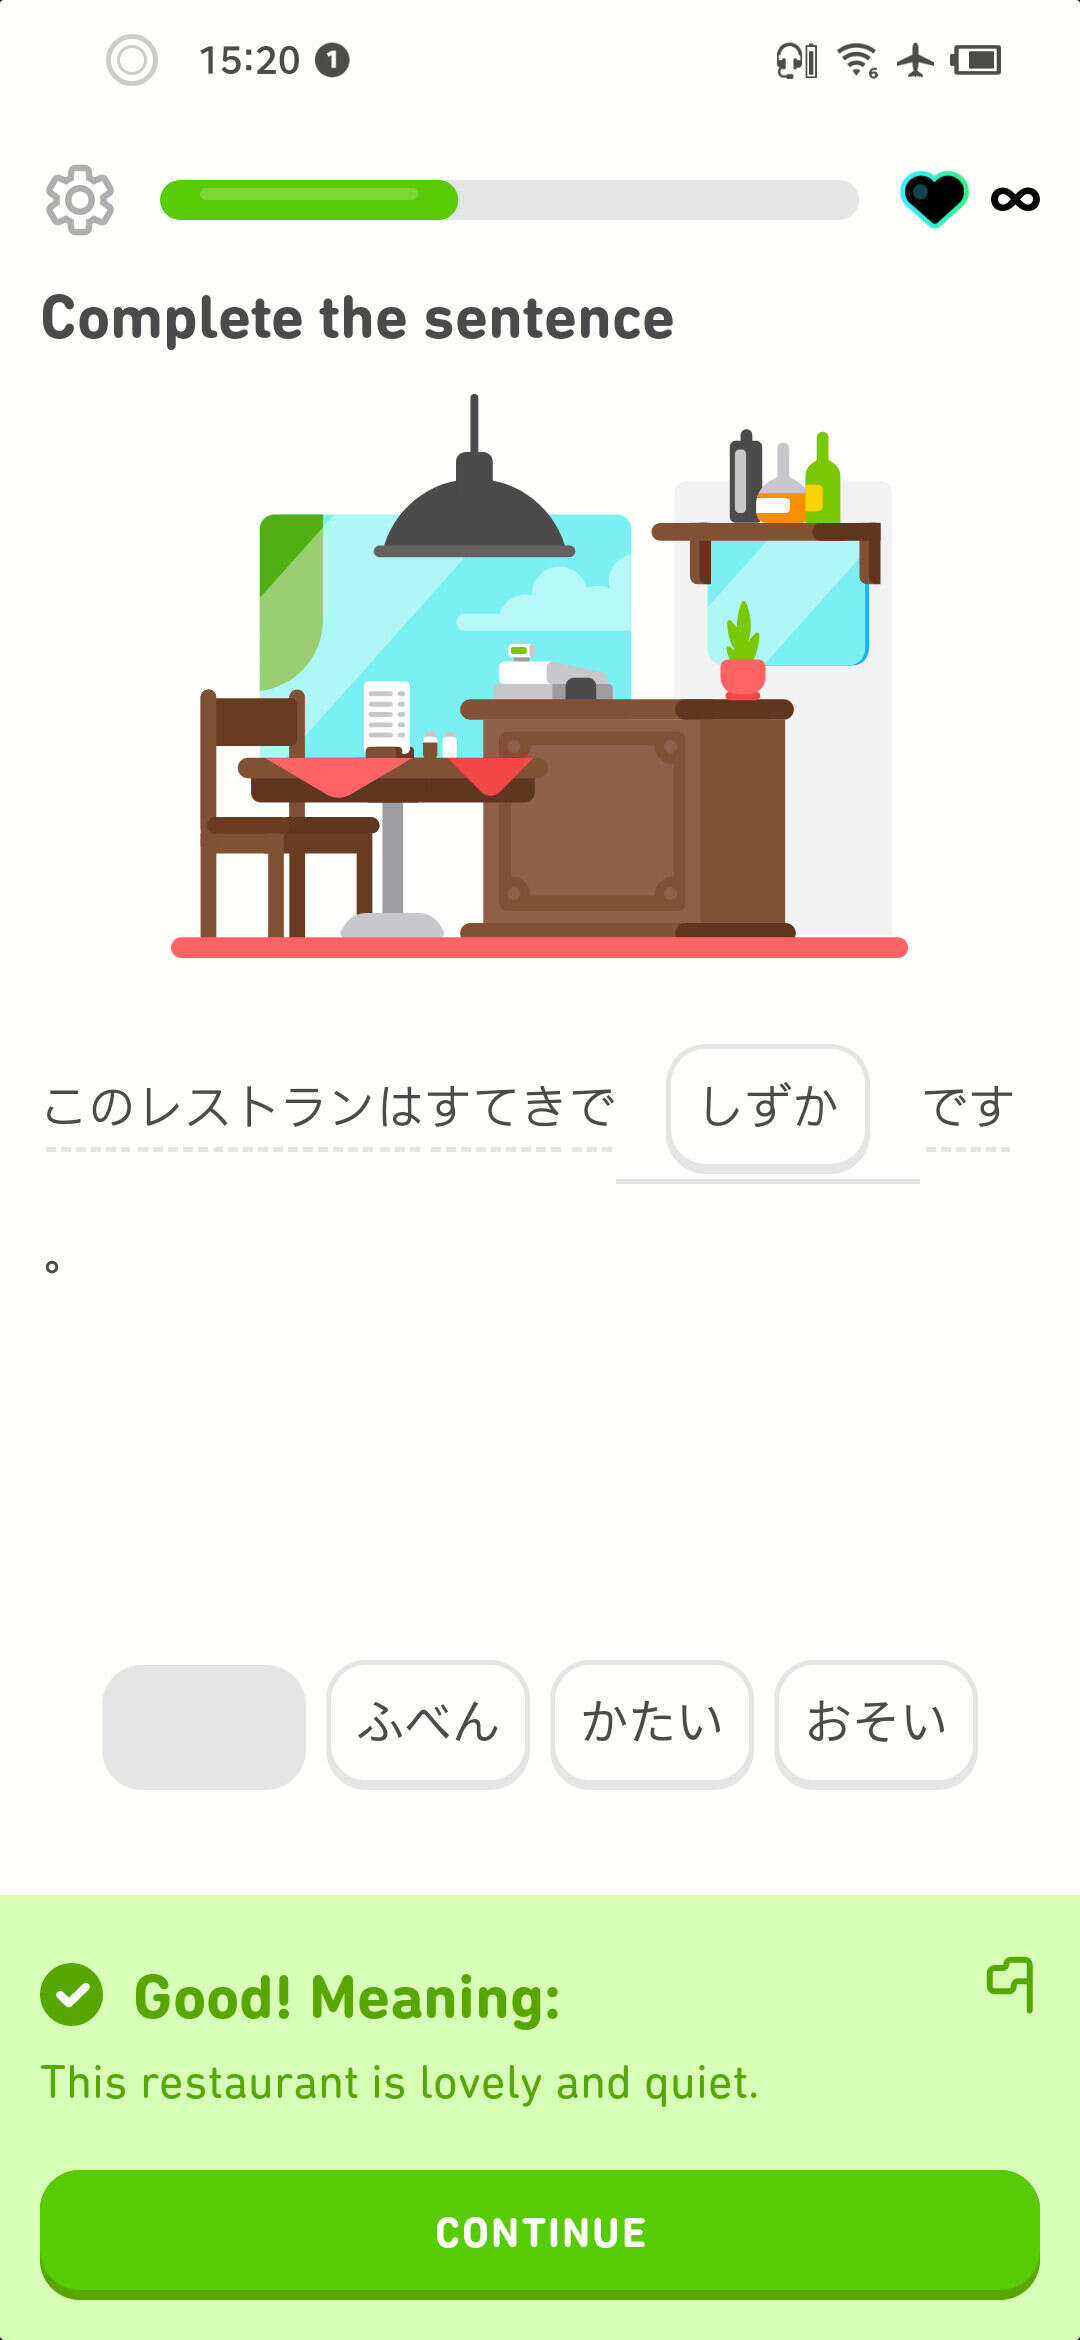 15:20 1
6
Complete the sentence
このレストランはすてきで しずか です
。
ふべん かたい おそい
Good! Meaning:
This restaurant is lovely and quiet.
CONTINUE